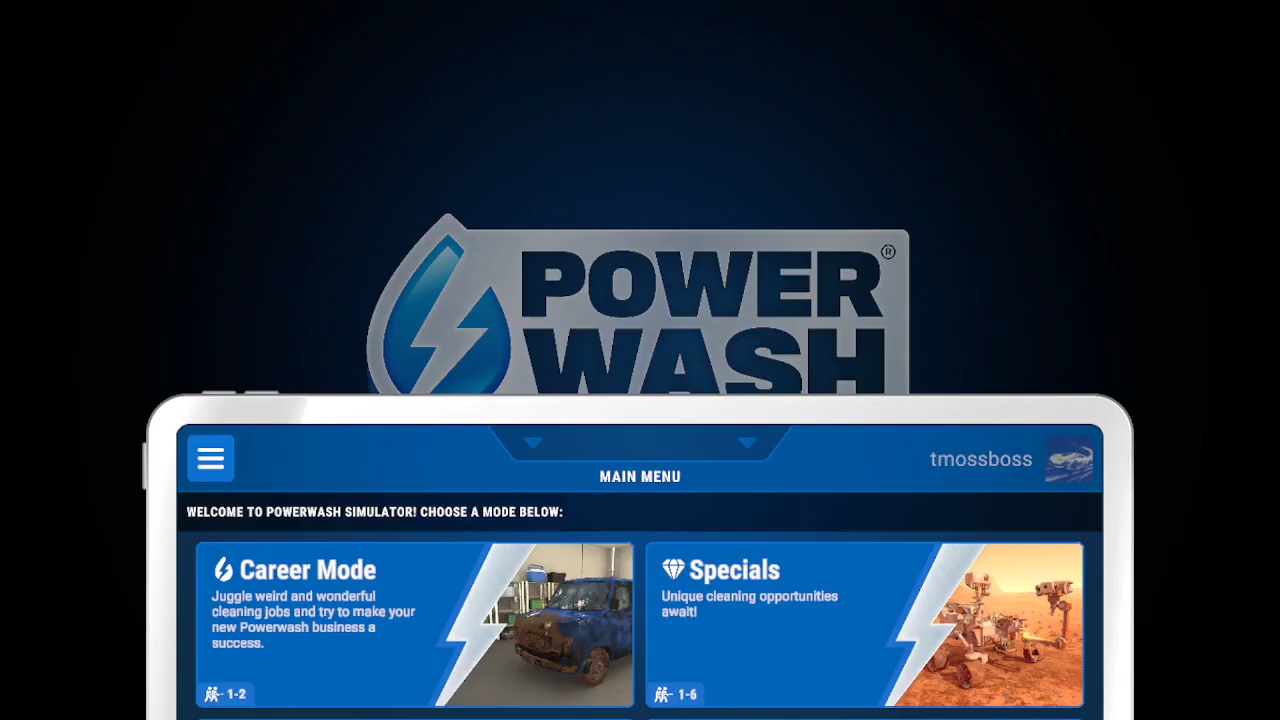 POWER®
WASH
tmossboss
MAIN MENU
WELCOME TO POWERWASH SIMULATOR! CHOOSE A MODE BELOW:
Career Mode
Juggle weird and wonderful
cleaning jobs and try to make your
new Powerwash business a
success.
1-2
Specials
Unique cleaning opportunities
await!
1-6